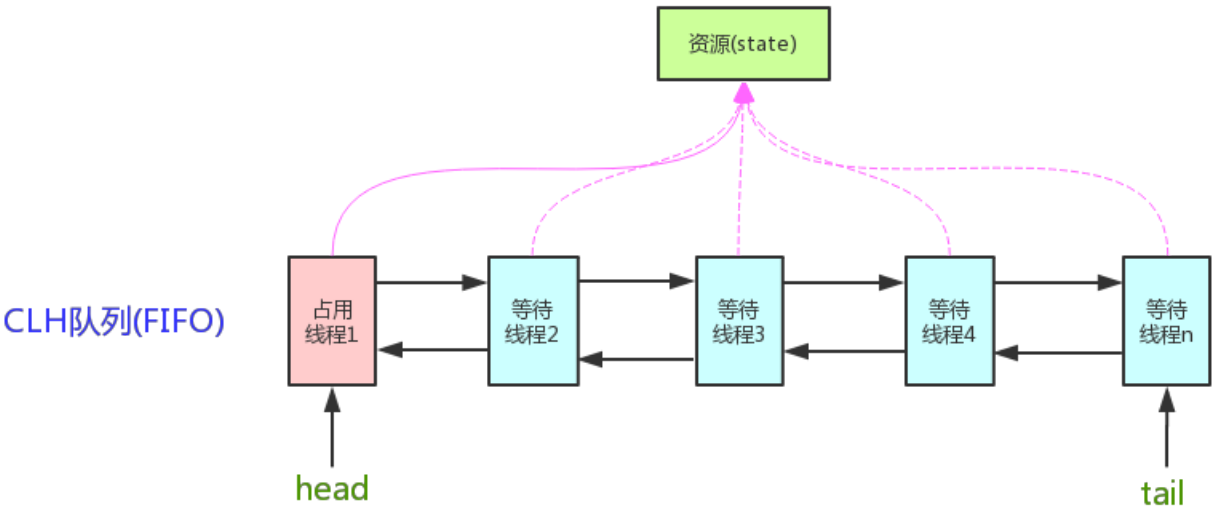 资源(state)
CLH队列(FIFO)
占用
线程1
等待
线程2
等待
线程3
等待
线程4
等待
线程n
head
tail